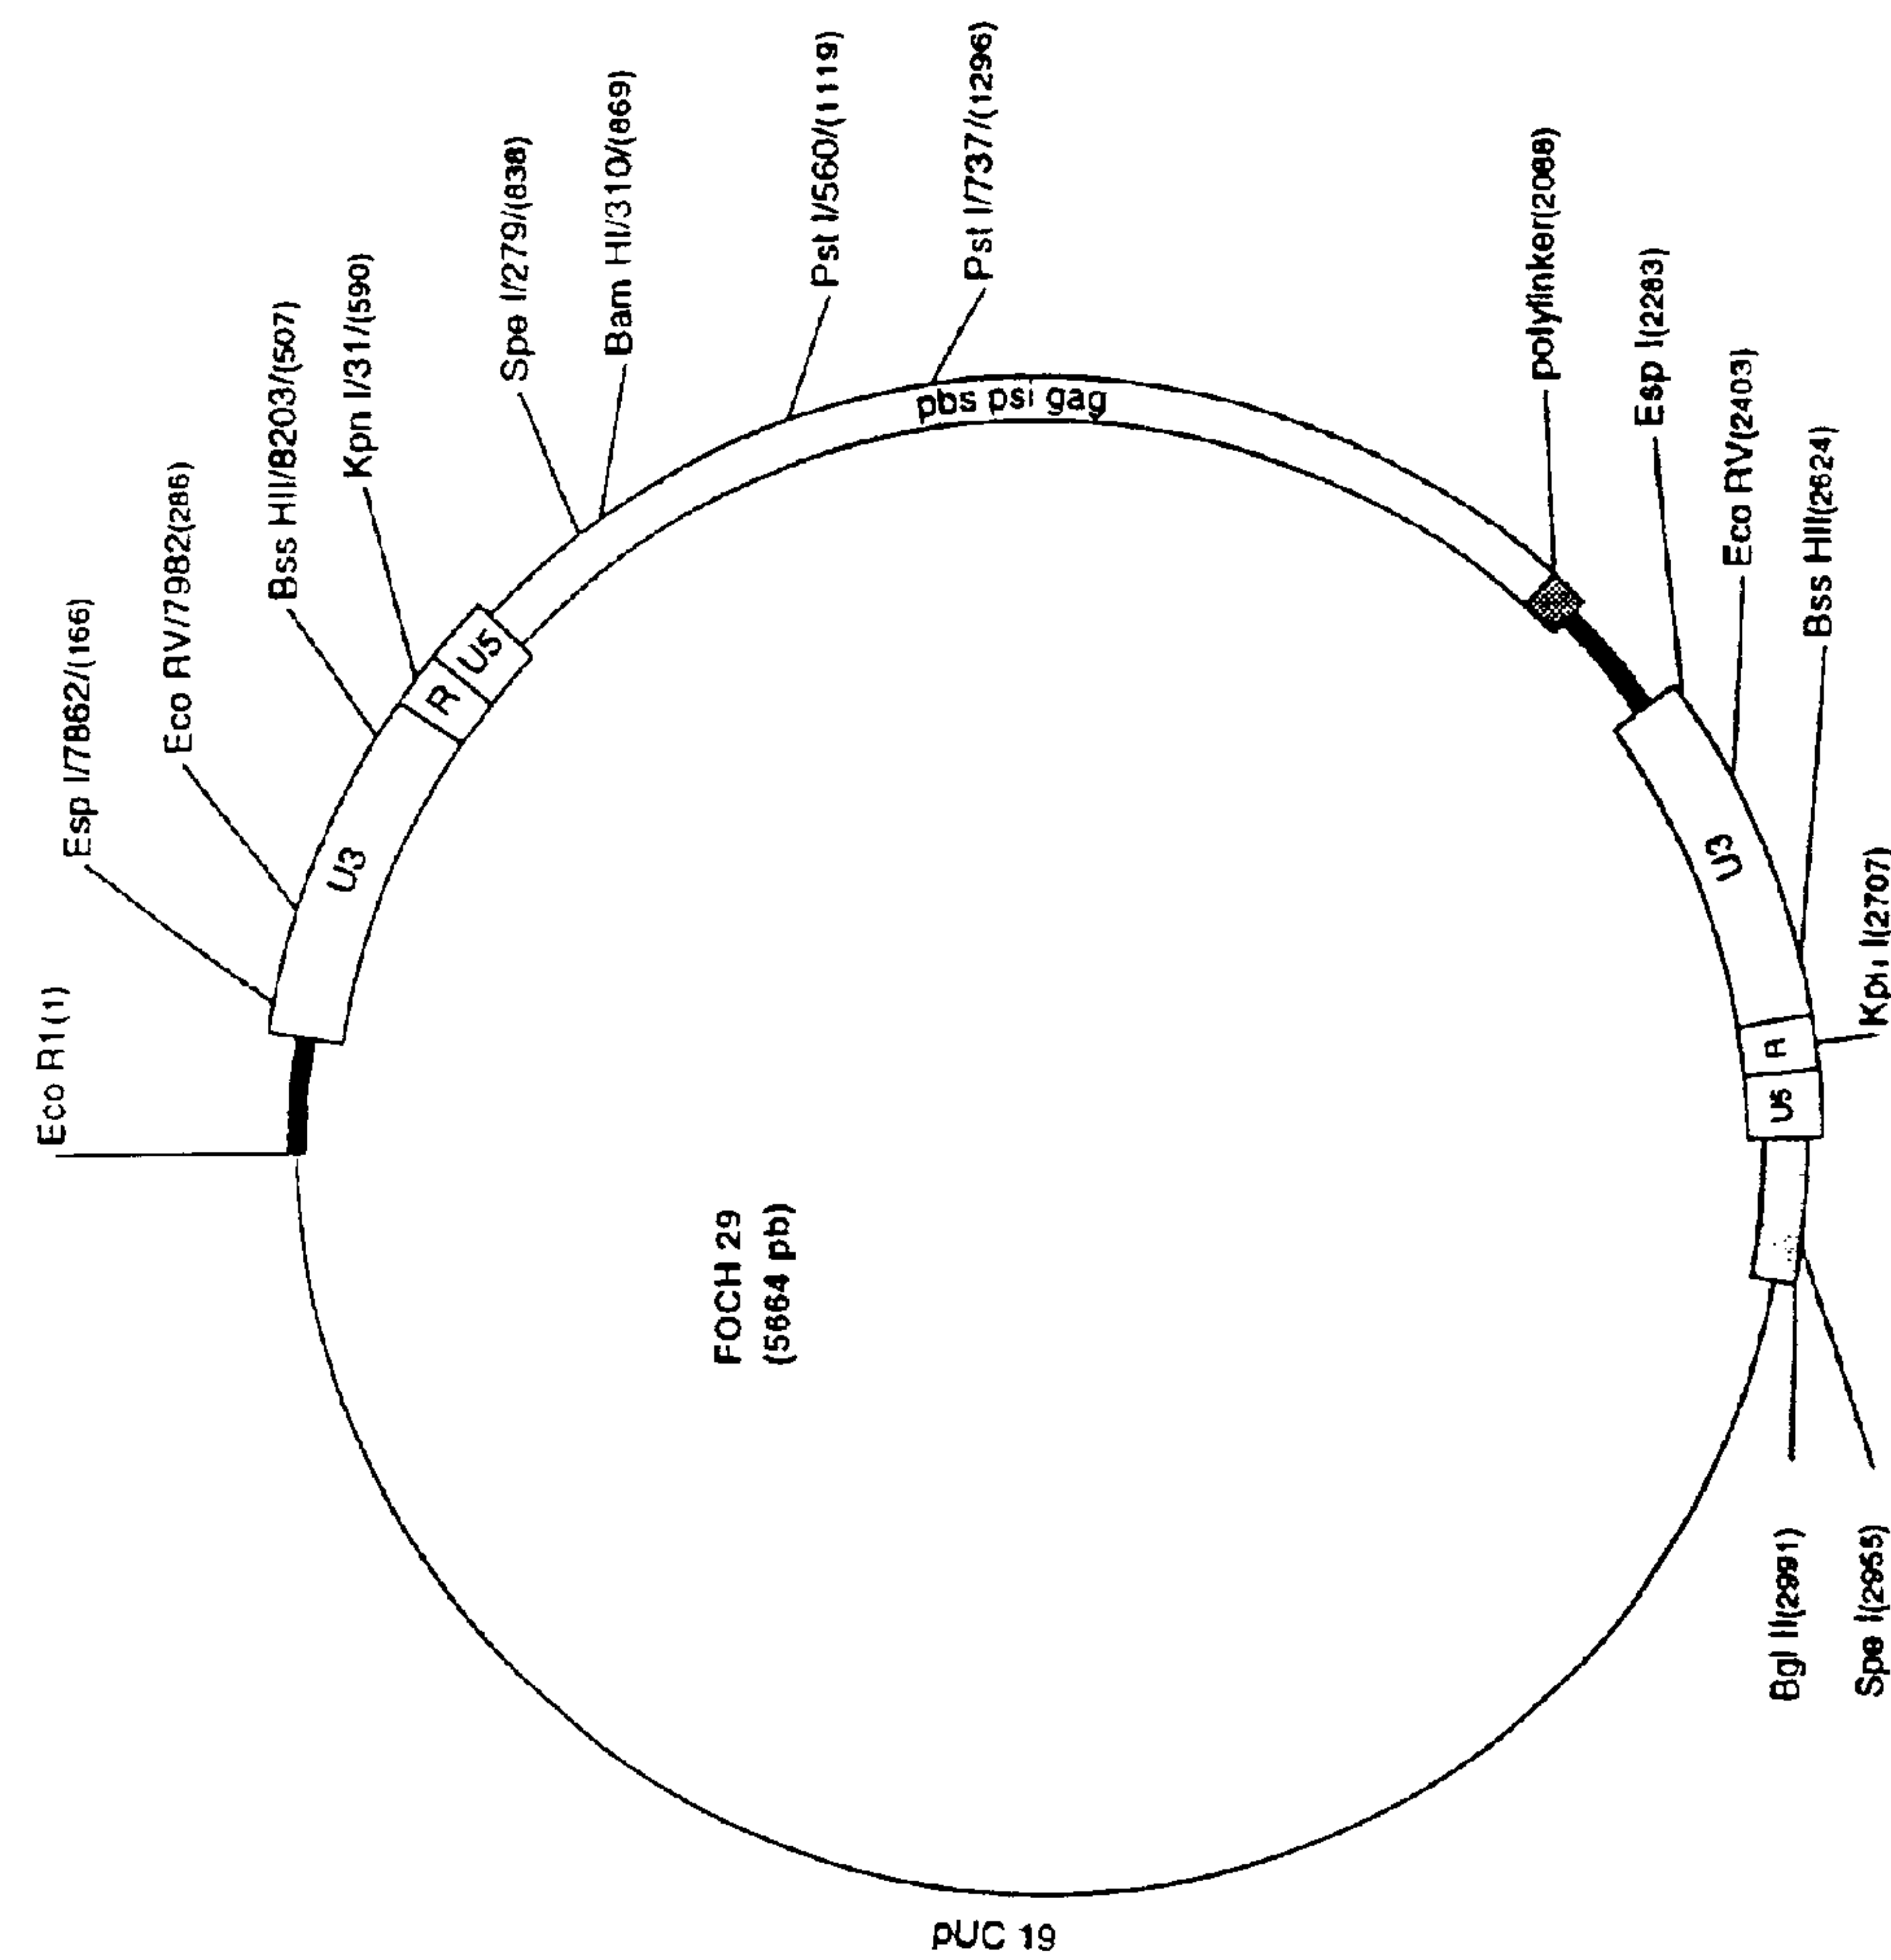 Eco R1(1)
Esp I/7862/(166)
Eco RV/7982(286)
Bss HII/8203/(507)
Kpn I/31/(590)
Spe I/279/(838)
Bam HI/310/(869)
Pst I/560/(1119)
Pst I/737/(1296)
polylinker(2088)
Esp I(2283)
Eco RV(2403)
Bss HII(2624)
Kpn I(2707)
Spe I(2955)
Bgl II(2991)
U3
R
U5
pbs psi gag
U3
R
U5
FOCH 29
(5664 pb)
pUC 19